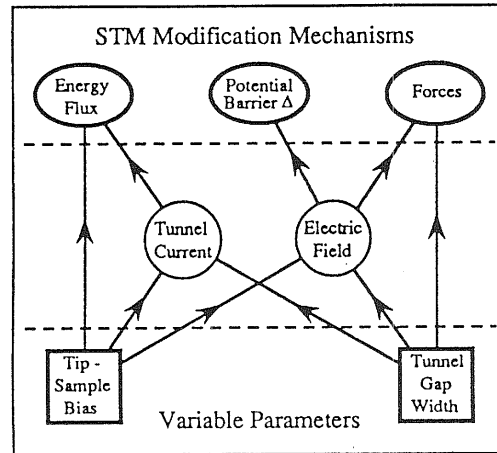 STM Modification Mechanisms
Energy
Flux
Potential
Barrier Δ
Forces
Tunnel
Current
Electric
Field
Tip -
Sample
Bias
Tunnel
Gap
Width
Variable Parameters